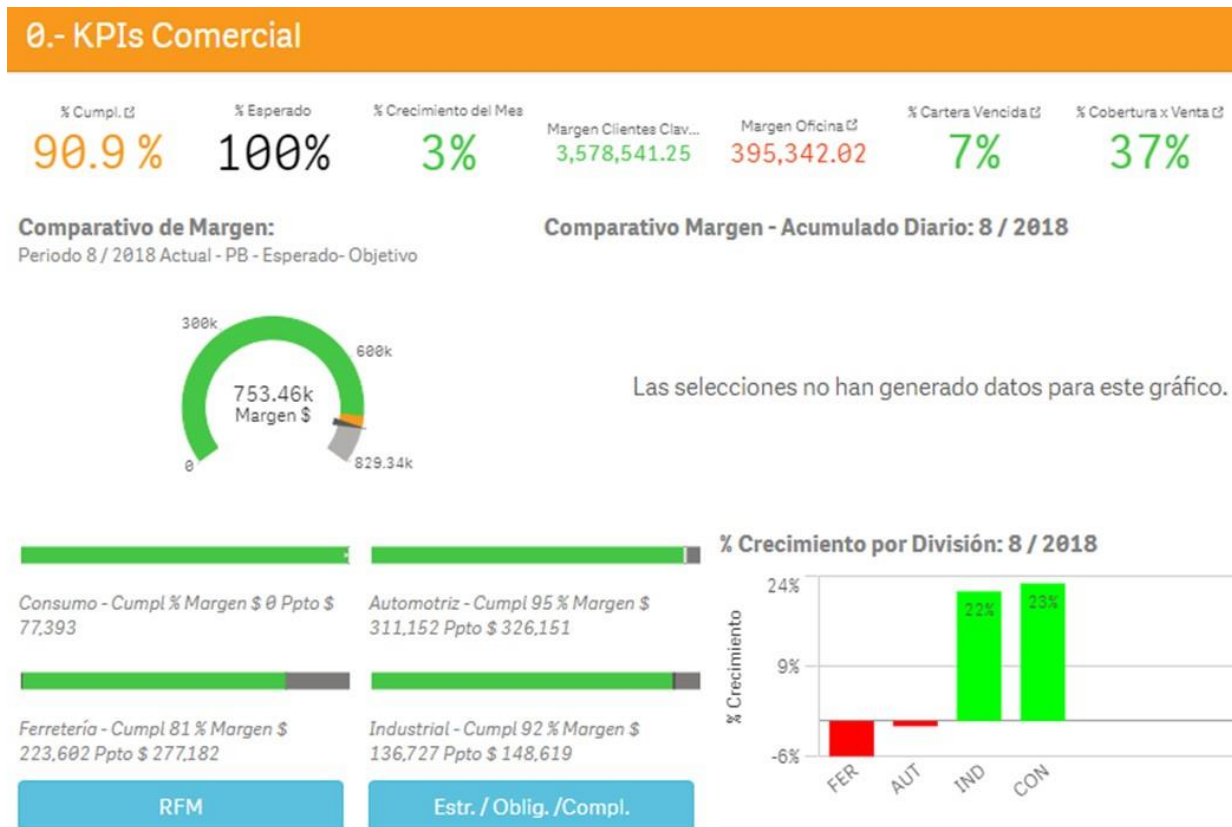 0.- KPIs Comercial
% Cumpl.
90.9 %
% Esperado
100%
% Crecimiento del Mes
3%
Margen Clientes Clav...
3,578,541.25
Margen Oficina
395,342.02
% Cartera Vencida
7%
% Cobertura x Venta
37%
Comparativo de Margen:
Periodo 8 / 2018 Actual - PB - Esperado- Objetivo
300k
600k
753.46k
Margen $
0
829.34k
Comparativo Margen - Acumulado Diario: 8 / 2018
Las selecciones no han generado datos para este gráfico.
Consumo - Cumpl % Margen $ 0 Ppto $
77,393
Automotriz - Cumpl 95 % Margen $
311,152 Ppto $ 326,151
Ferretería - Cumpl 81 % Margen $
223,602 Ppto $ 277,182
Industrial - Cumpl 92 % Margen $
136,727 Ppto $ 148,619
RFM
Estr. / Oblig. /Compl.
% Crecimiento por División: 8 / 2018
% Crecimiento
24%
9%
-6%
22%
23%
FER
AUT
IND
CON